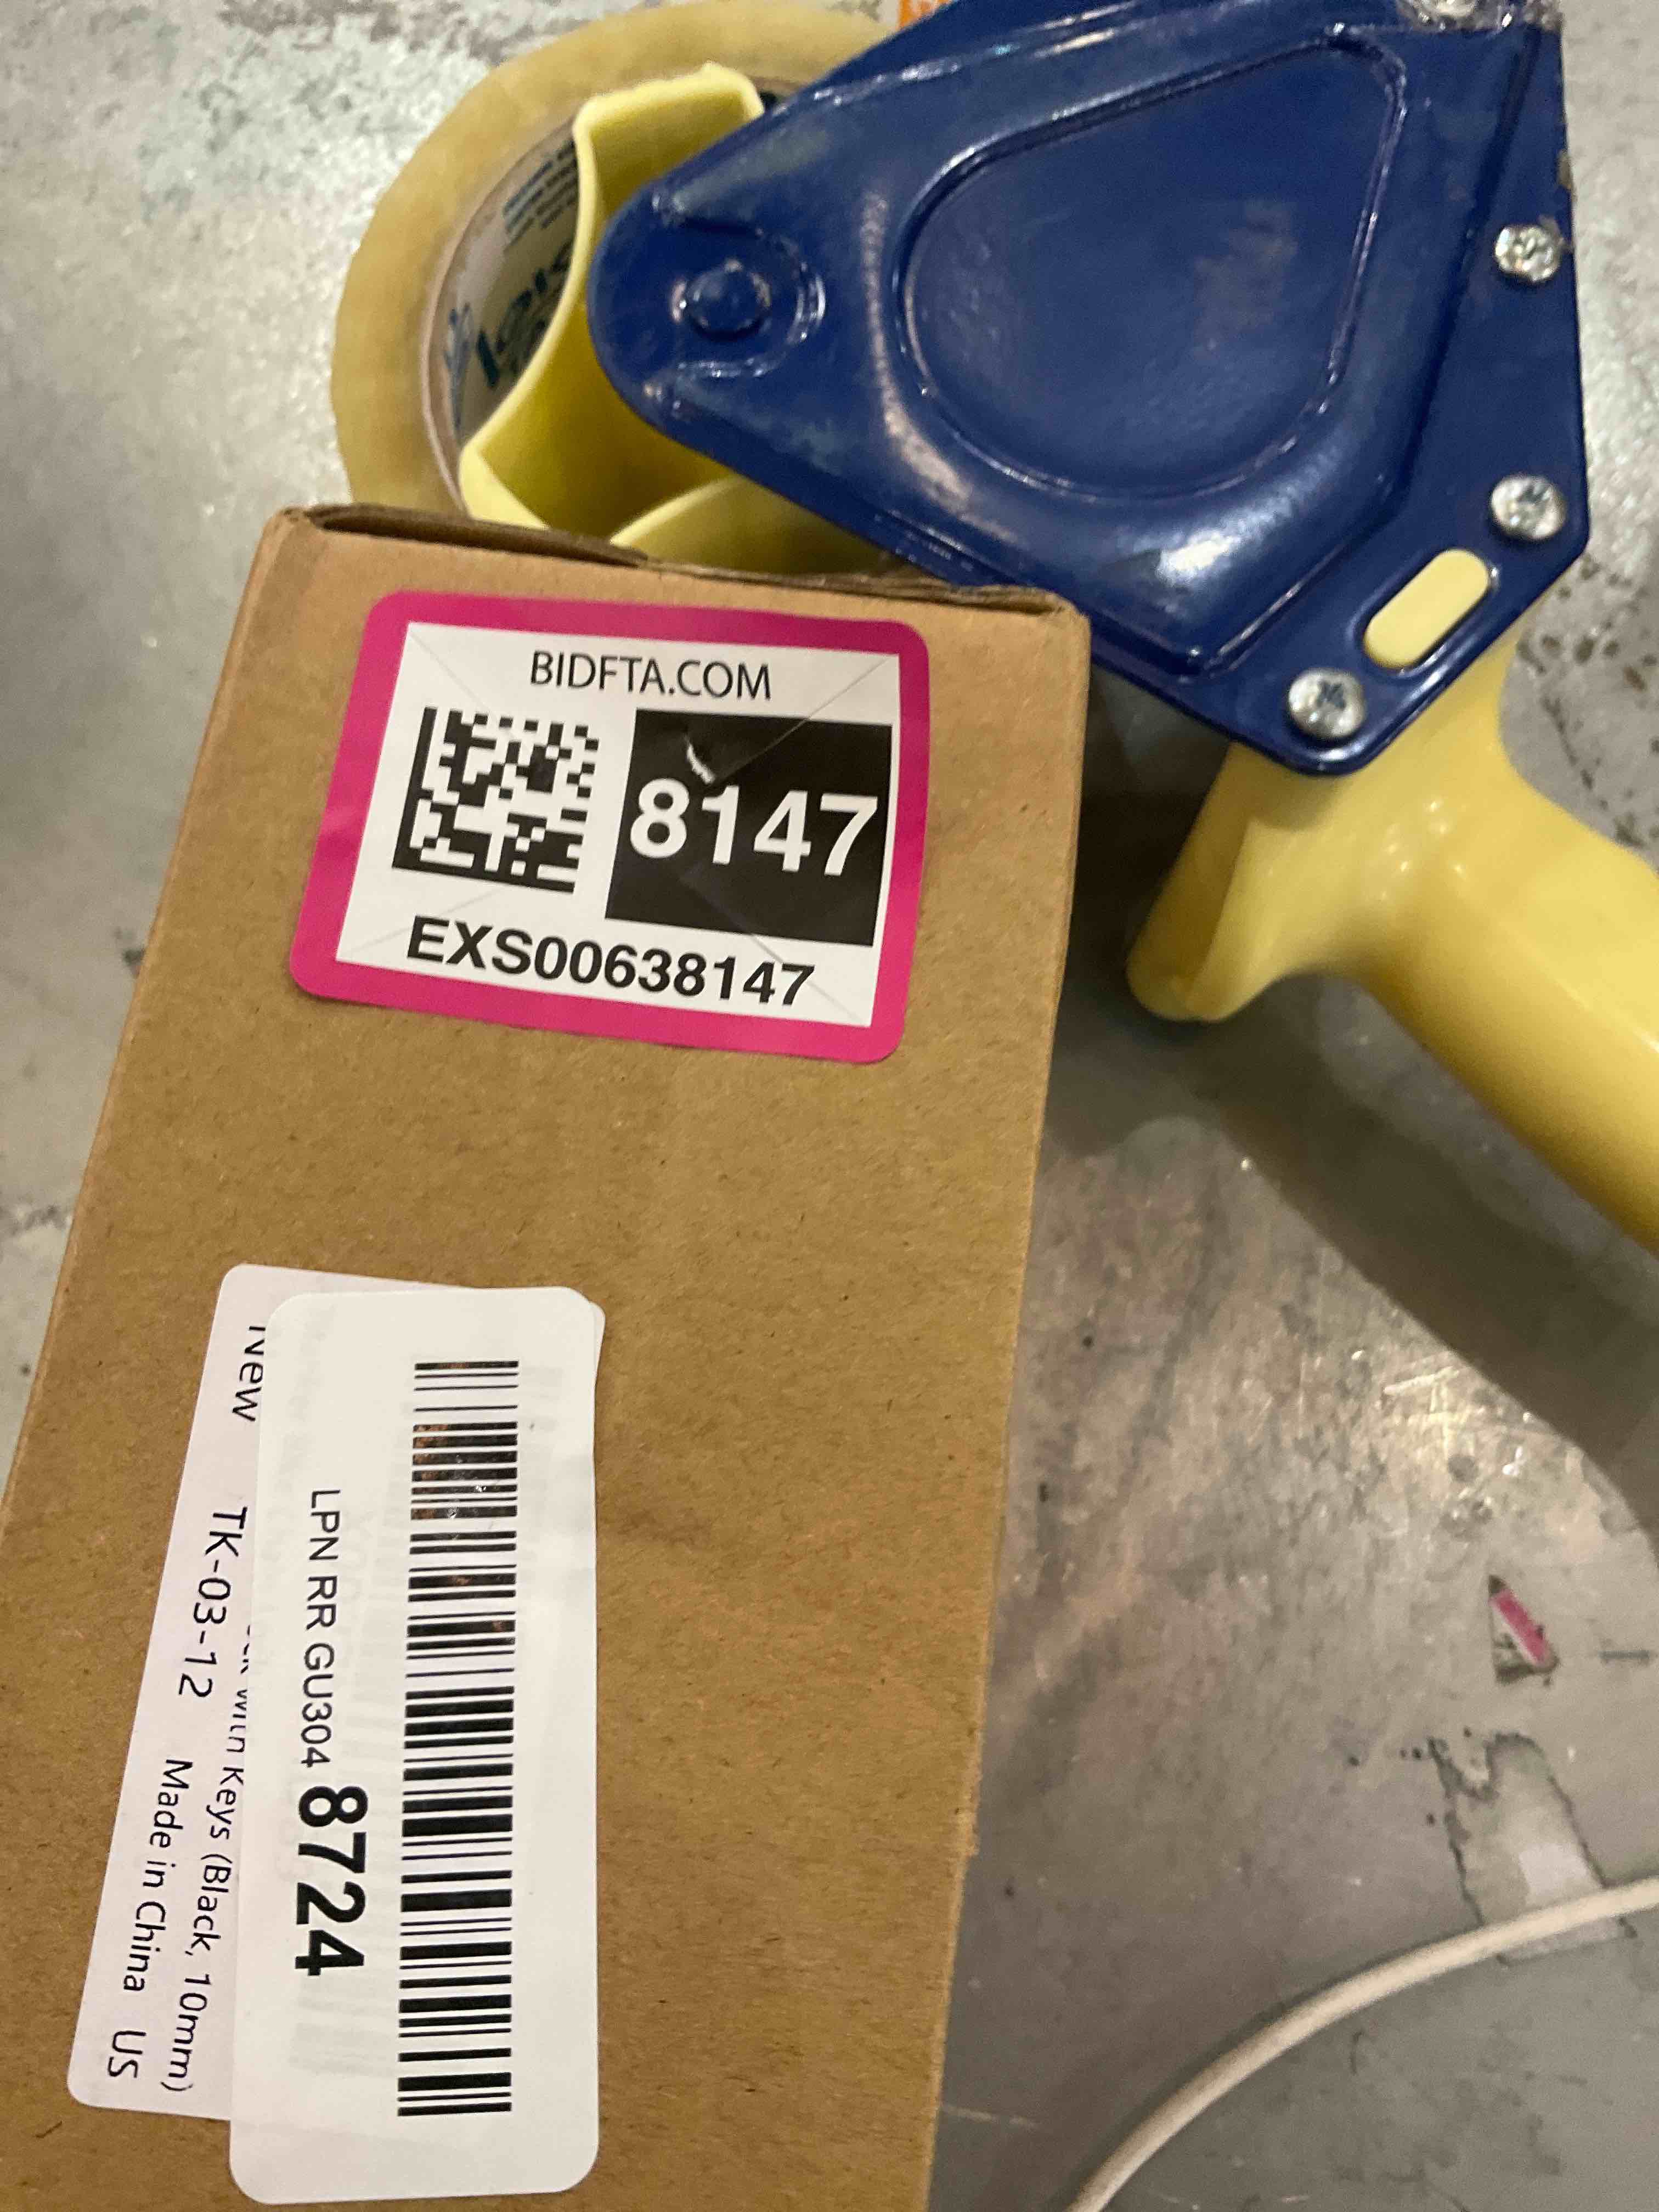 BIDFTA.COM
8147
EXS00638147
LPN RR GU304 8724
New
with Keys (Black, 10mm)
TK-03-12 Made in China US